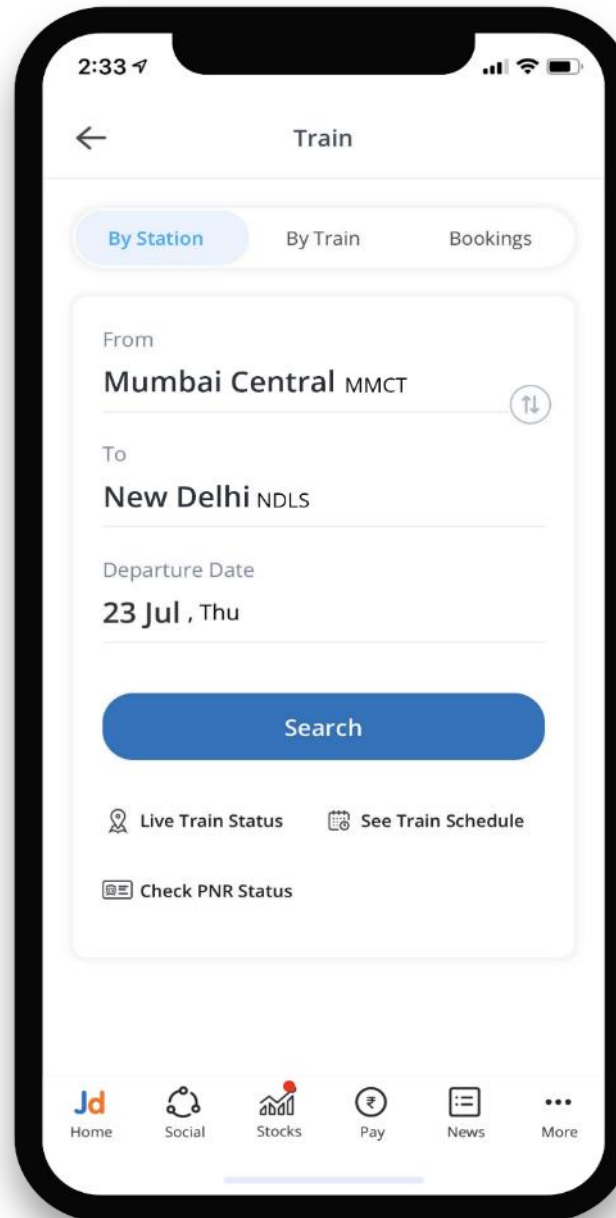 2:33
Train
By Station By Train Bookings
From
Mumbai Central MMCT
To
New Delhi NDLS
Departure Date
23 Jul , Thu
Search
Live Train Status See Train Schedule
Check PNR Status
Jd
Home Social Stocks Pay News More